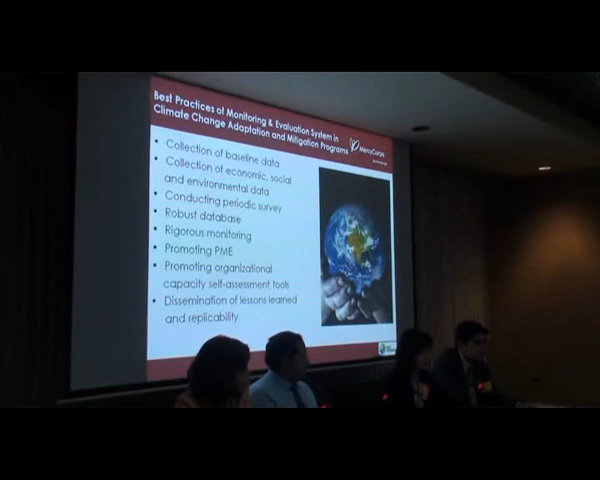 Best Practices of Monitoring & Evaluation System in
Climate Change Adaptation and Mitigation Programs
MercyCorps
• Collection of baseline data
• Collection of economic, social
and environmental data
• Conducting periodic survey
• Robust database
• Rigorous monitoring
• Promoting PME
• Promoting organizational
capacity self-assessment tools
• Dissemination of lessons learned
and replicability